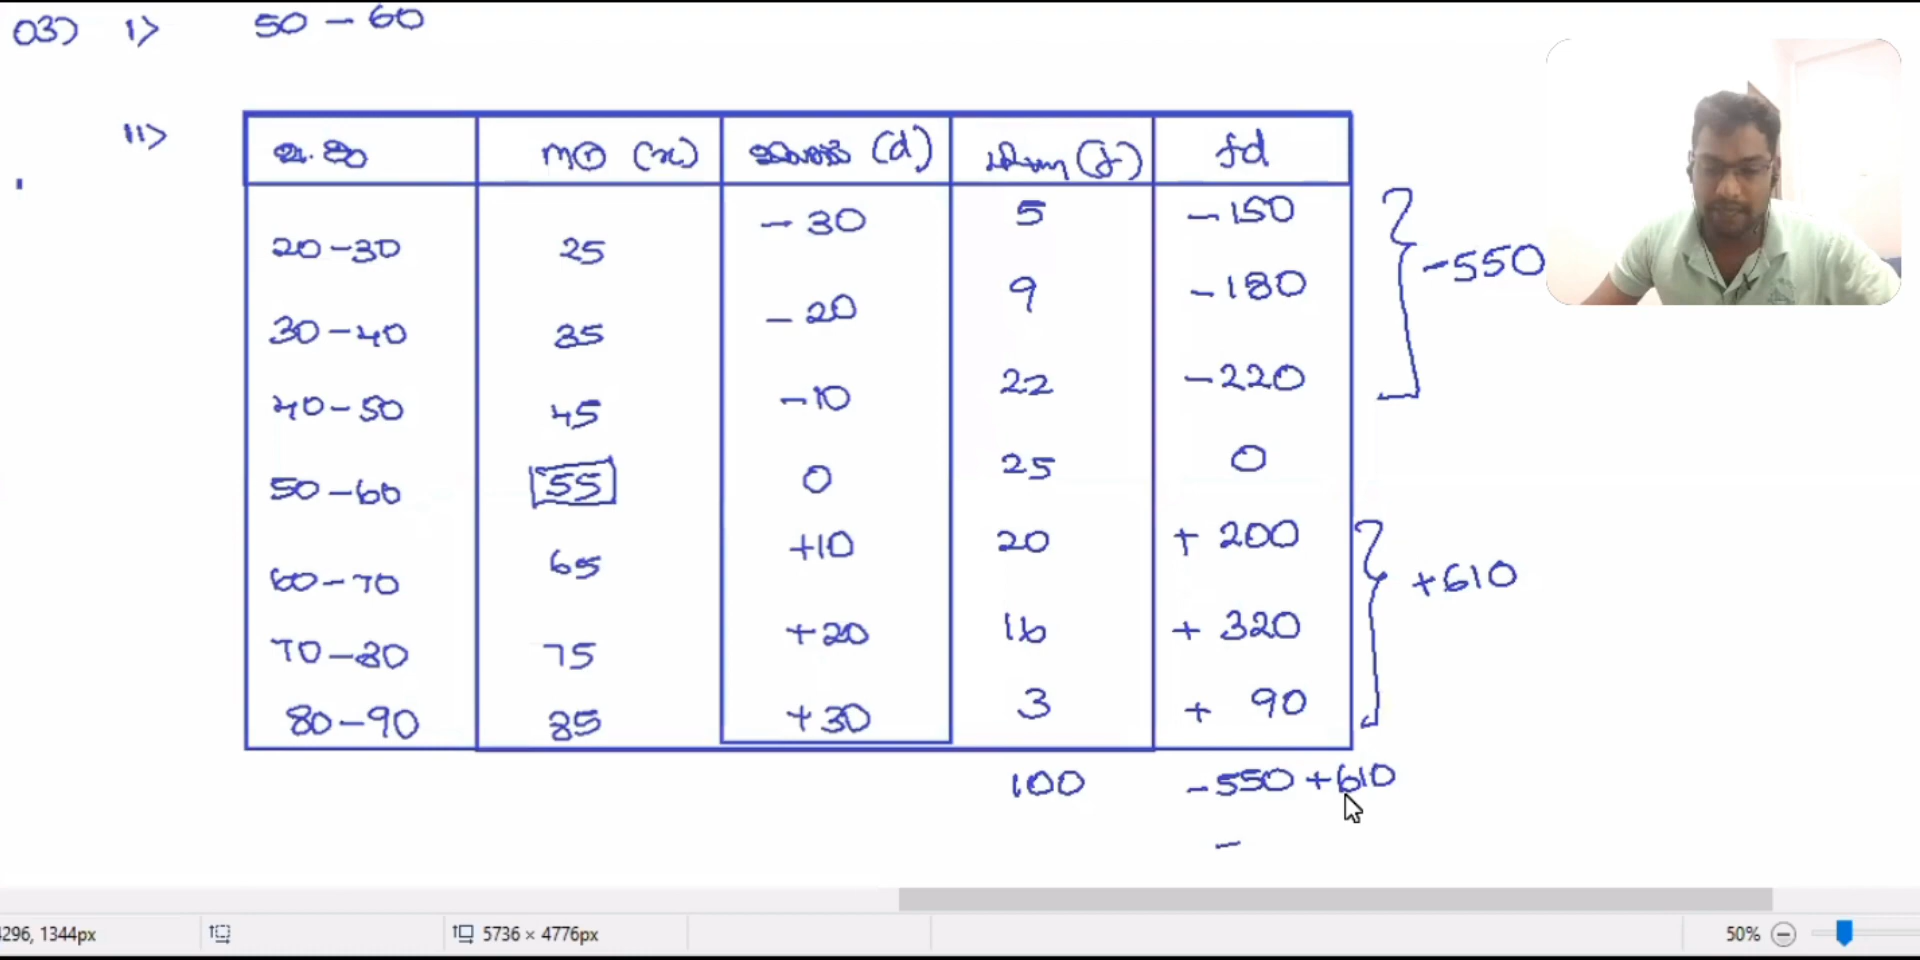 03) i> 50 - 60
ii>
(x) (d) (f) fd
20 - 30 25 - 30 5 - 150
30 - 40 35 - 20 9 - 180
40 - 50 45 - 10 22 - 220
- 550
50 - 60 55 0 25 0
60 - 70 65 +10 20 + 200
70 - 80 75 +20 16 + 320
80 - 90 85 +30 3 + 90
+610
100 - 550 + 610
-
296, 1344px
5736 × 4776px
50%